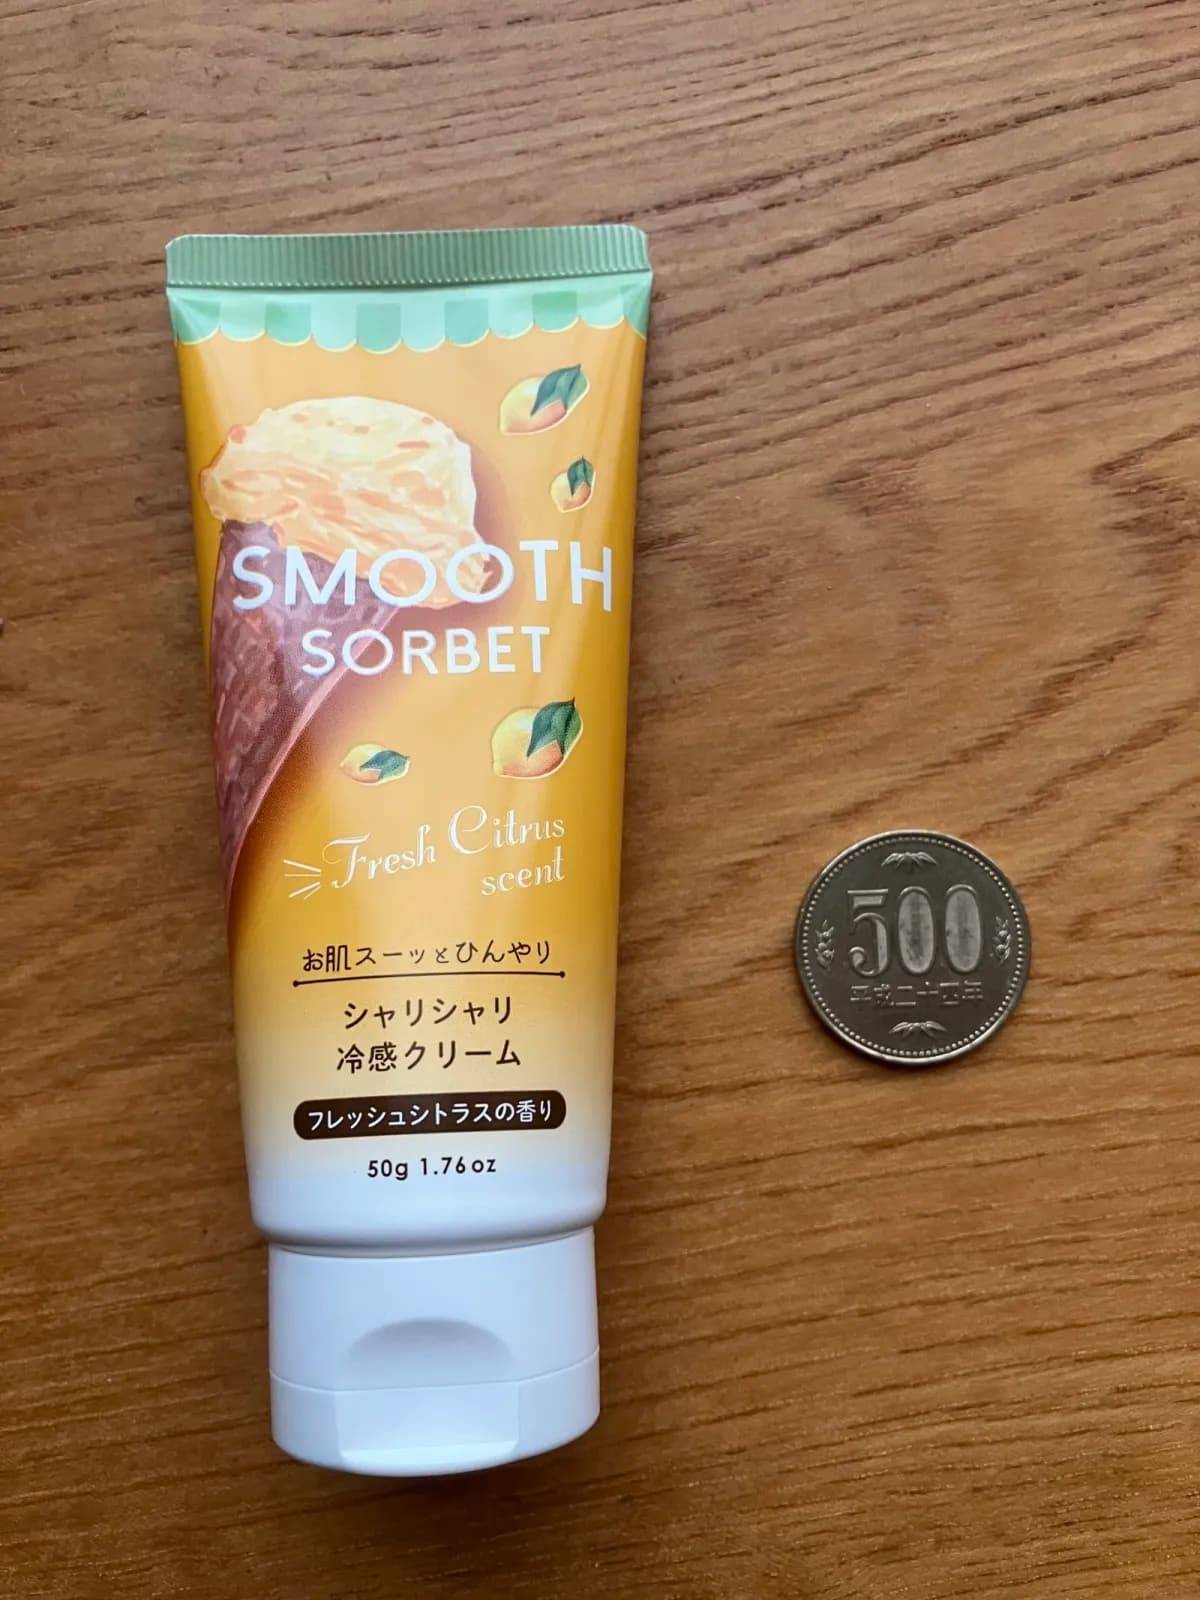 SMOOTH
SORBET
Fresh Citrus
scent
お肌スーッとひんやり
シャリシャリ
冷感クリーム
フレッシュシトラスの香り
50g 1.76oz
500
平成二十四年